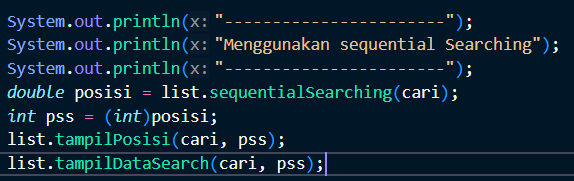 System.out.println(x: "------------------------");
System.out.println(x: "Menggunakan sequential Searching");
System.out.println(x: "------------------------");
double posisi = list.sequentialSearching(cari);
int pss = (int)posisi;
list.tampilPosisi(cari, pss);
list.tampilDataSearch(cari, pss);